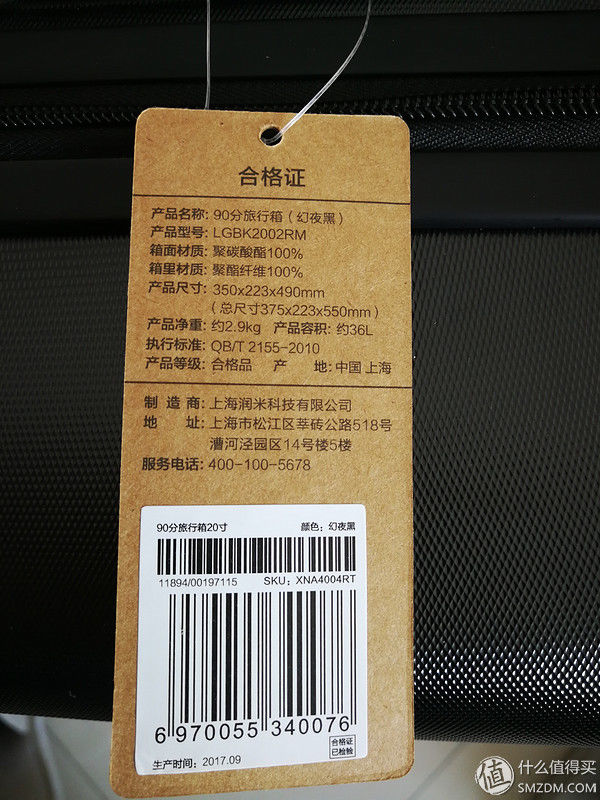 合格证
产品名称: 90分旅行箱（幻夜黑）
产品型号: LGBK2002RM
箱面材质: 聚碳酸酯100%
箱里材质: 聚酯纤维100%
产品尺寸: 350x223x490mm
（总尺寸375x223x550mm）
产品净重: 约2.9kg 产品容积: 约36L
执行标准: QB/T 2155-2010
产品等级: 合格品 产 地: 中国 上海
制 造 商: 上海润米科技有限公司
地 址: 上海市松江区莘砖公路518号
漕河泾园区14号楼5楼
服务电话: 400-100-5678
90分旅行箱20寸 颜色: 幻夜黑
11894/00197115 SKU: XNA4004RT
6 970055 340076
合格证
已检验
生产时间: 2017.09
值 什么值得买
SMZDM.COM